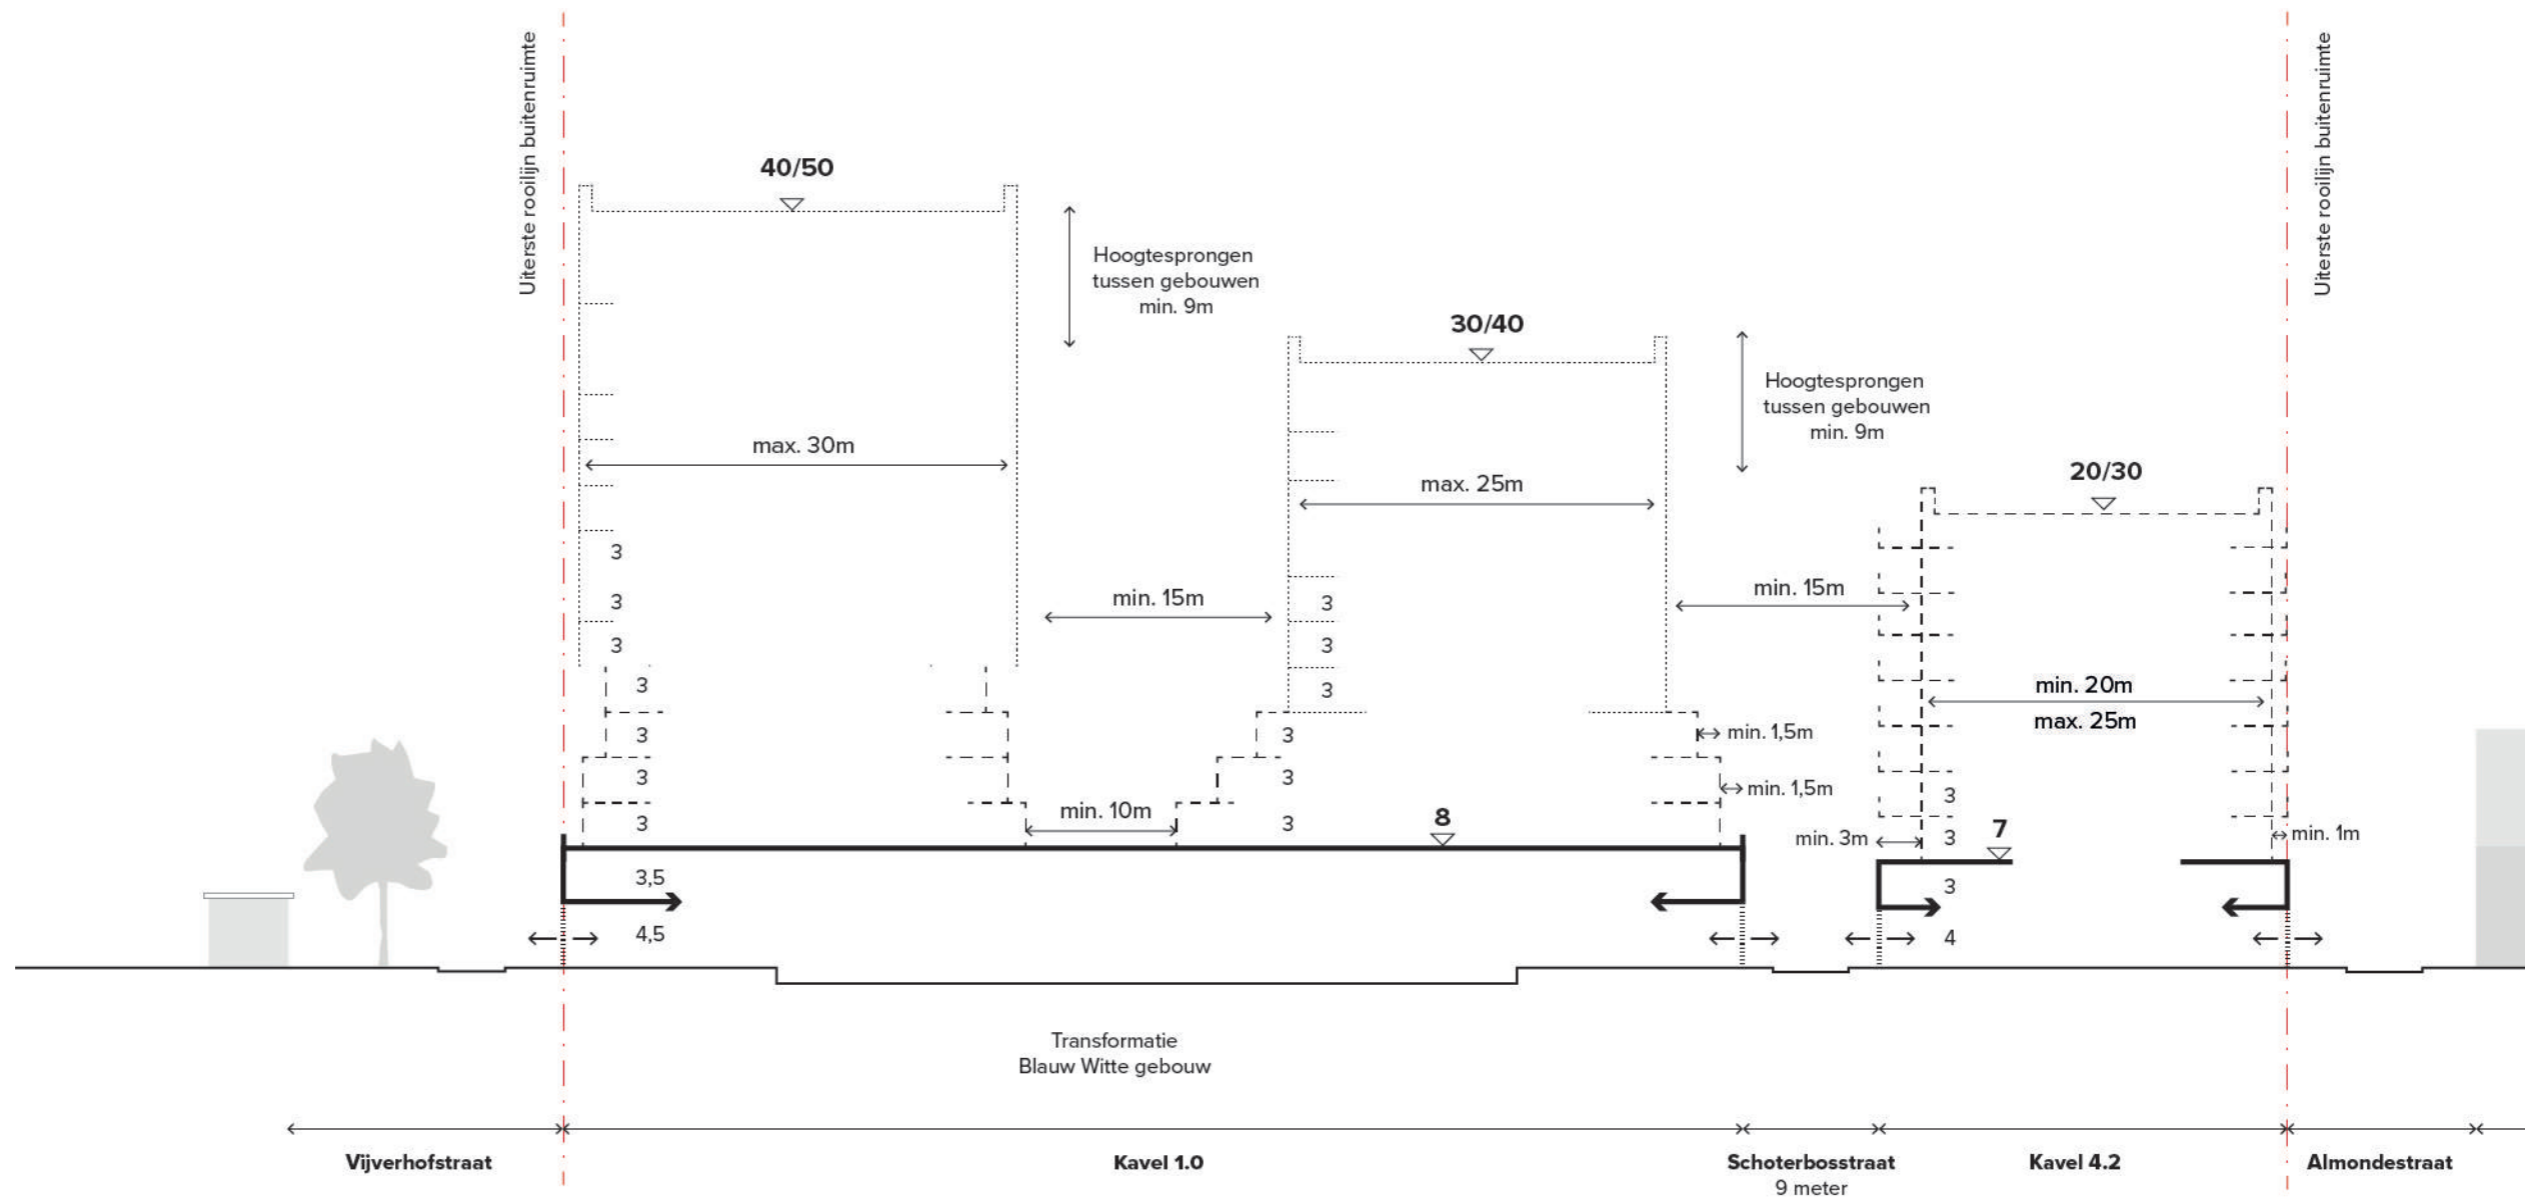 Uiterste rooilijn buitenruimte
Uiterste rooilijn buitenruimte
40/50
Hoogtesprongen
tussen gebouwen
min. 9m
30/40
Hoogtesprongen
tussen gebouwen
min. 9m
max. 30m
20/30
max. 25m
3
3
3
min. 15m
3
3
3
min. 15m
min. 20m
max. 25m
3
3
3
3
3
3
3
min. 1,5m
min. 1,5m
min. 10m
8
3
min. 3m
3
7
min. 1m
3,5
3
4,5
4
Transformatie
Blauw Witte gebouw
Vijverhofstraat
Kavel 1.0
Schoterbosstraat
9 meter
Kavel 4.2
Almondestraat